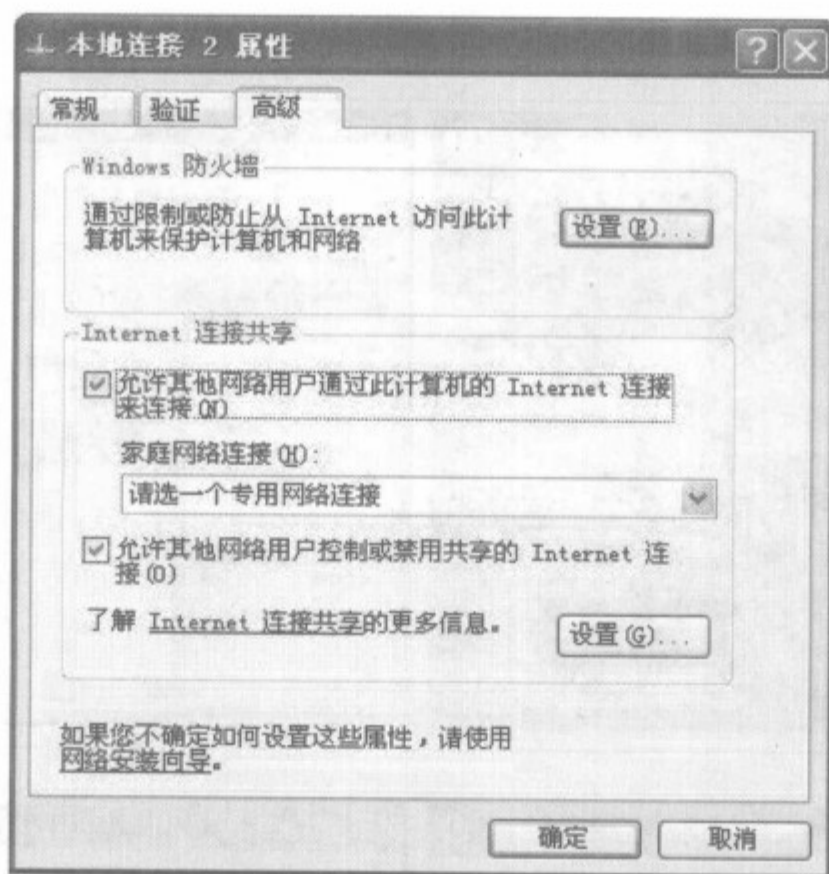 本地连接 2 属性
常规 验证 高级
Windows 防火墙
通过限制或防止从 Internet 访问此计
算机来保护计算机和网络
设置(E)...
Internet 连接共享
允许其他网络用户通过此计算机的 Internet 连接
来连接(N)
家庭网络连接(H):
请选一个专用网络连接
允许其他网络用户控制或禁用共享的 Internet 连
接(O)
了解 Internet 连接共享的更多信息。
设置(G)...
如果您不确定如何设置这些属性，请使用
网络安装向导。
确定 取消